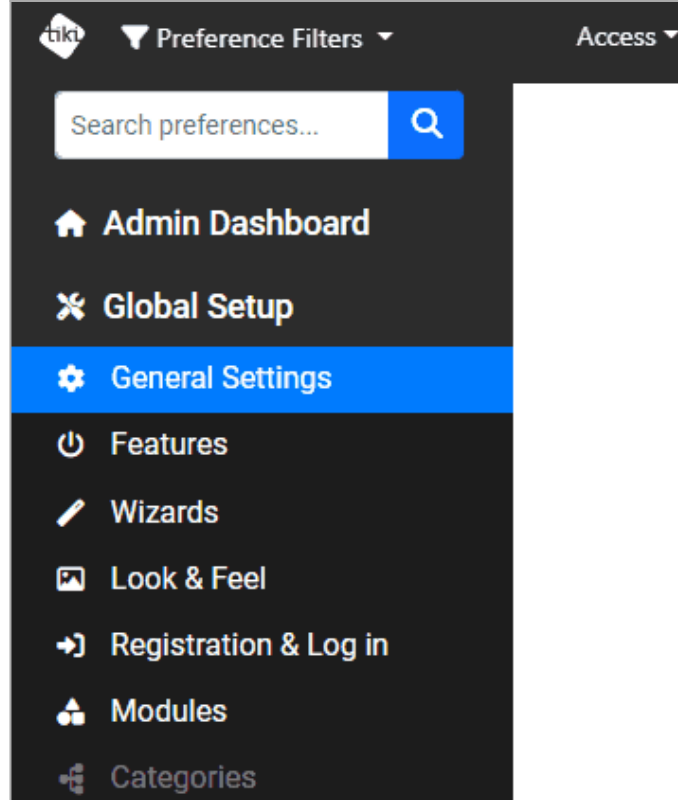 tiki Preference Filters Access
Search preferences...
Admin Dashboard
Global Setup
General Settings
Features
Wizards
Look & Feel
Registration & Log in
Modules
Categories